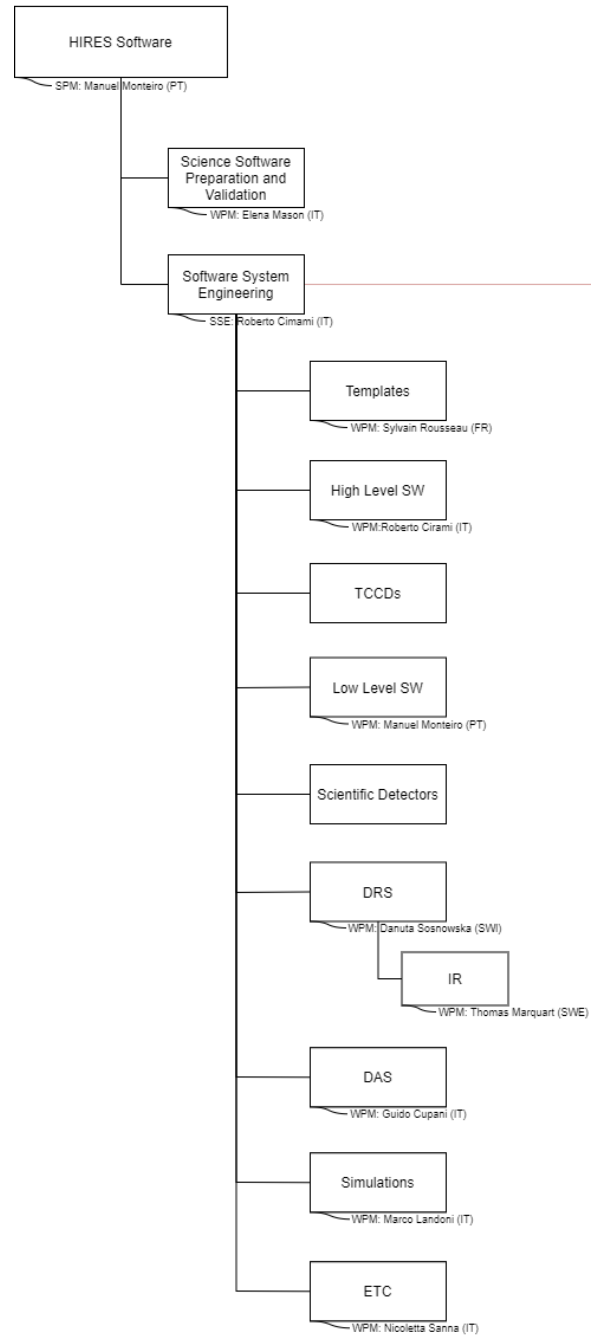 HIRES Software
SPM: Manuel Monteiro (PT)
Science Software
Preparation and
Validation
WPM: Elena Mason (IT)
Software System
Engineering
SSE: Roberto Cimami (IT)
Templates
WPM: Sylvain Rousseau (FR)
High Level SW
WPM:Roberto Cirami (IT)
TCCDs
Low Level SW
WPM: Manuel Monteiro (PT)
Scientific Detectors
DRS
WPM: Danuta Sosnowska (SWI)
IR
WPM: Thomas Marquart (SWE)
DAS
WPM: Guido Cupani (IT)
Simulations
WPM: Marco Landoni (IT)
ETC
WPM: Nicoletta Sanna (IT)